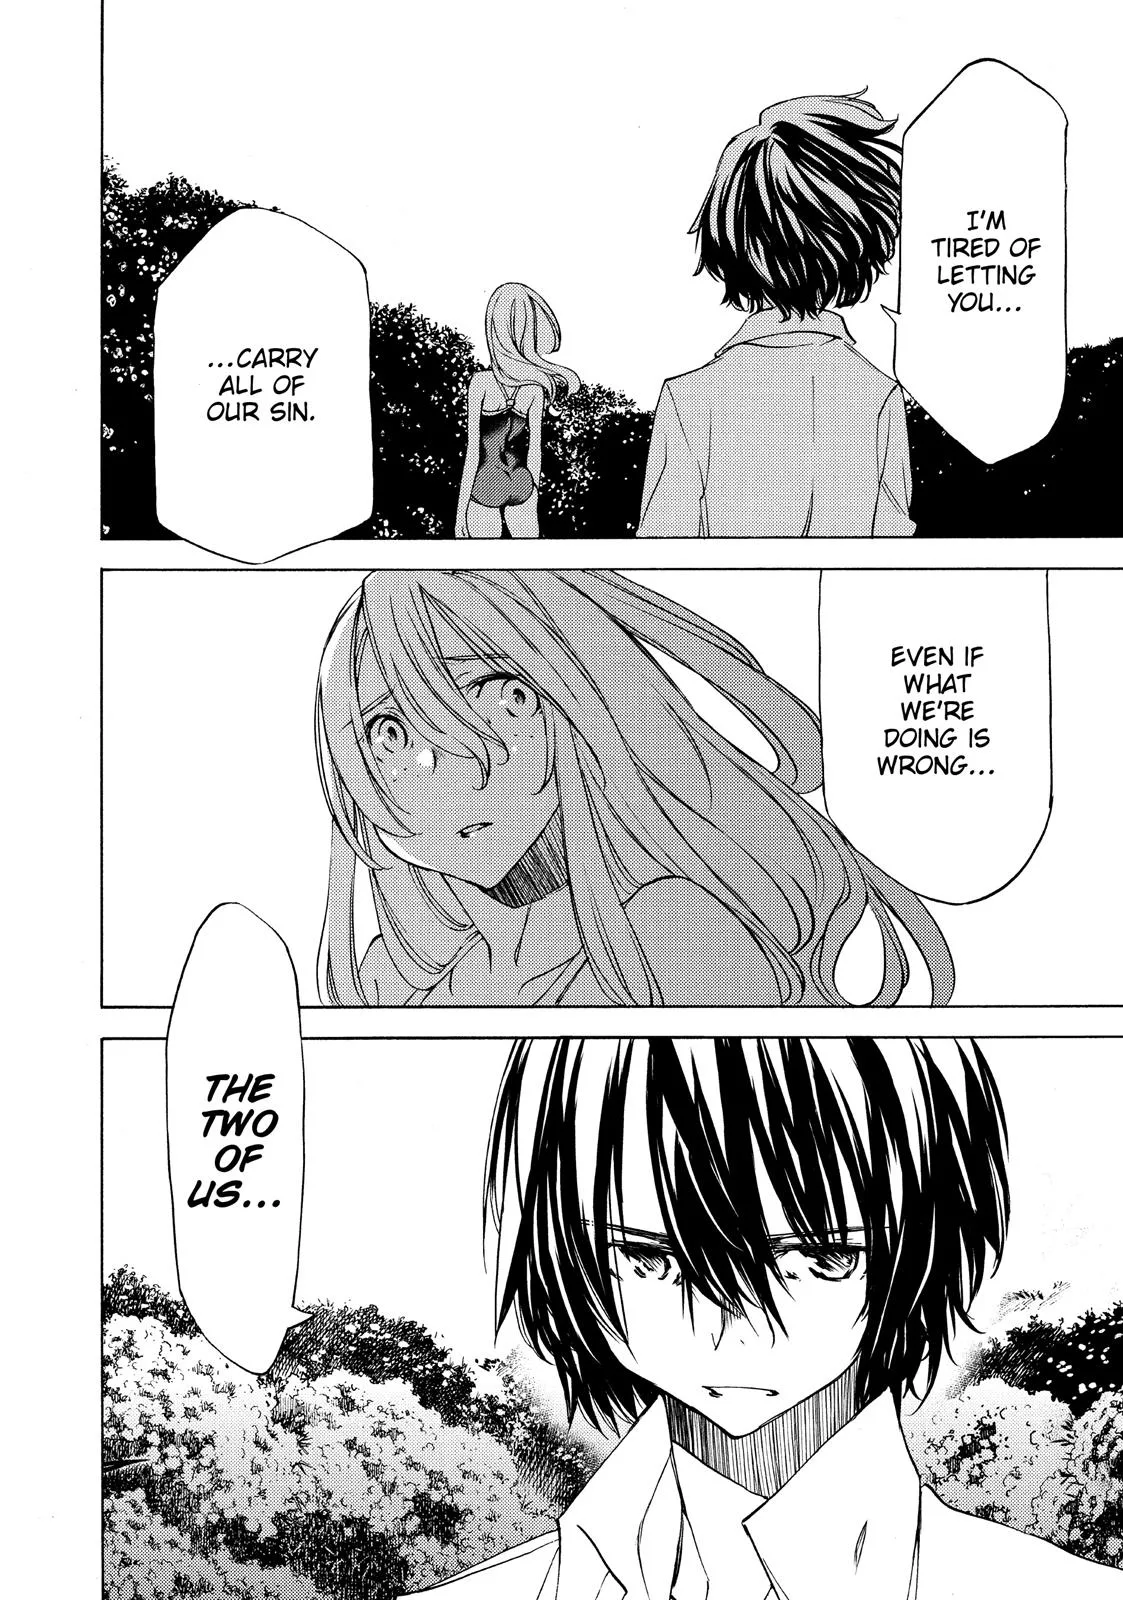 I'M
TIRED OF
LETTING
YOU...
...CARRY
ALL OF
OUR SIN.
EVEN IF
WHAT
WE'RE
DOING IS
WRONG...
THE
TWO
OF
US...